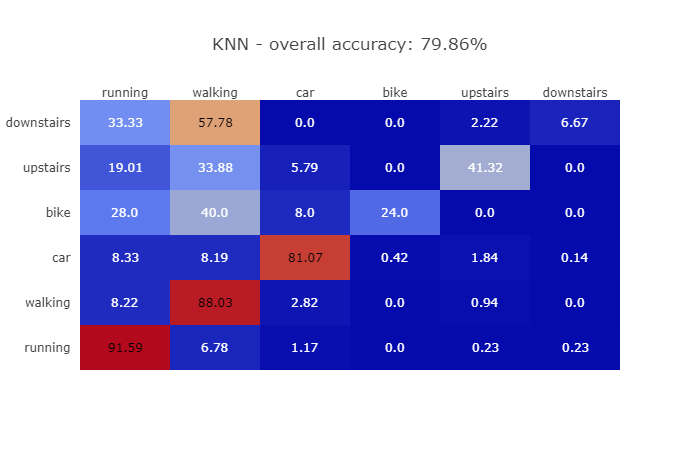 KNN - overall accuracy: 79.86%
running walking car bike upstairs downstairs
downstairs 33.33 57.78 0.0 0.0 2.22 6.67
upstairs 19.01 33.88 5.79 0.0 41.32 0.0
bike 28.0 40.0 8.0 24.0 0.0 0.0
car 8.33 8.19 81.07 0.42 1.84 0.14
walking 8.22 88.03 2.82 0.0 0.94 0.0
running 91.59 6.78 1.17 0.0 0.23 0.23